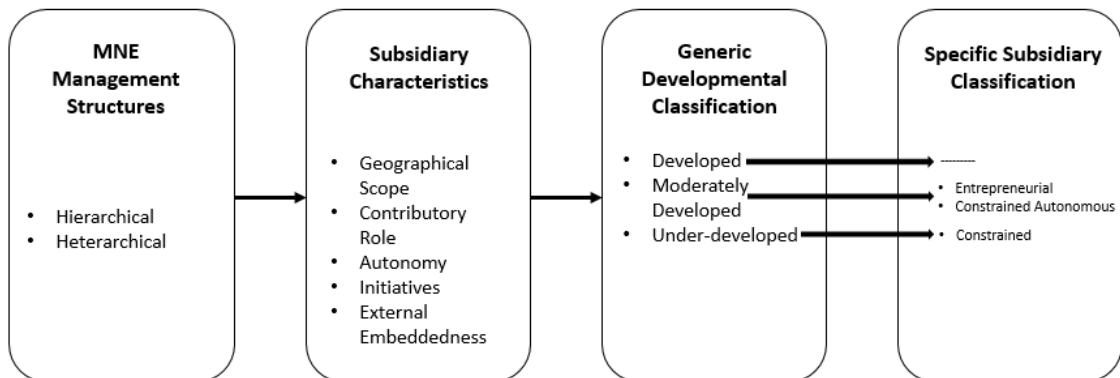 MNE
Management
Structures
• Hierarchical
• Heterarchical
Subsidiary
Characteristics
• Geographical
Scope
• Contributory
Role
• Autonomy
• Initiatives
• External
Embeddedness
Generic
Developmental
Classification
• Developed
• Moderately
Developed
• Under-developed
Specific Subsidiary
Classification
• ---------
• Entrepreneurial
• Constrained Autonomous
• Constrained